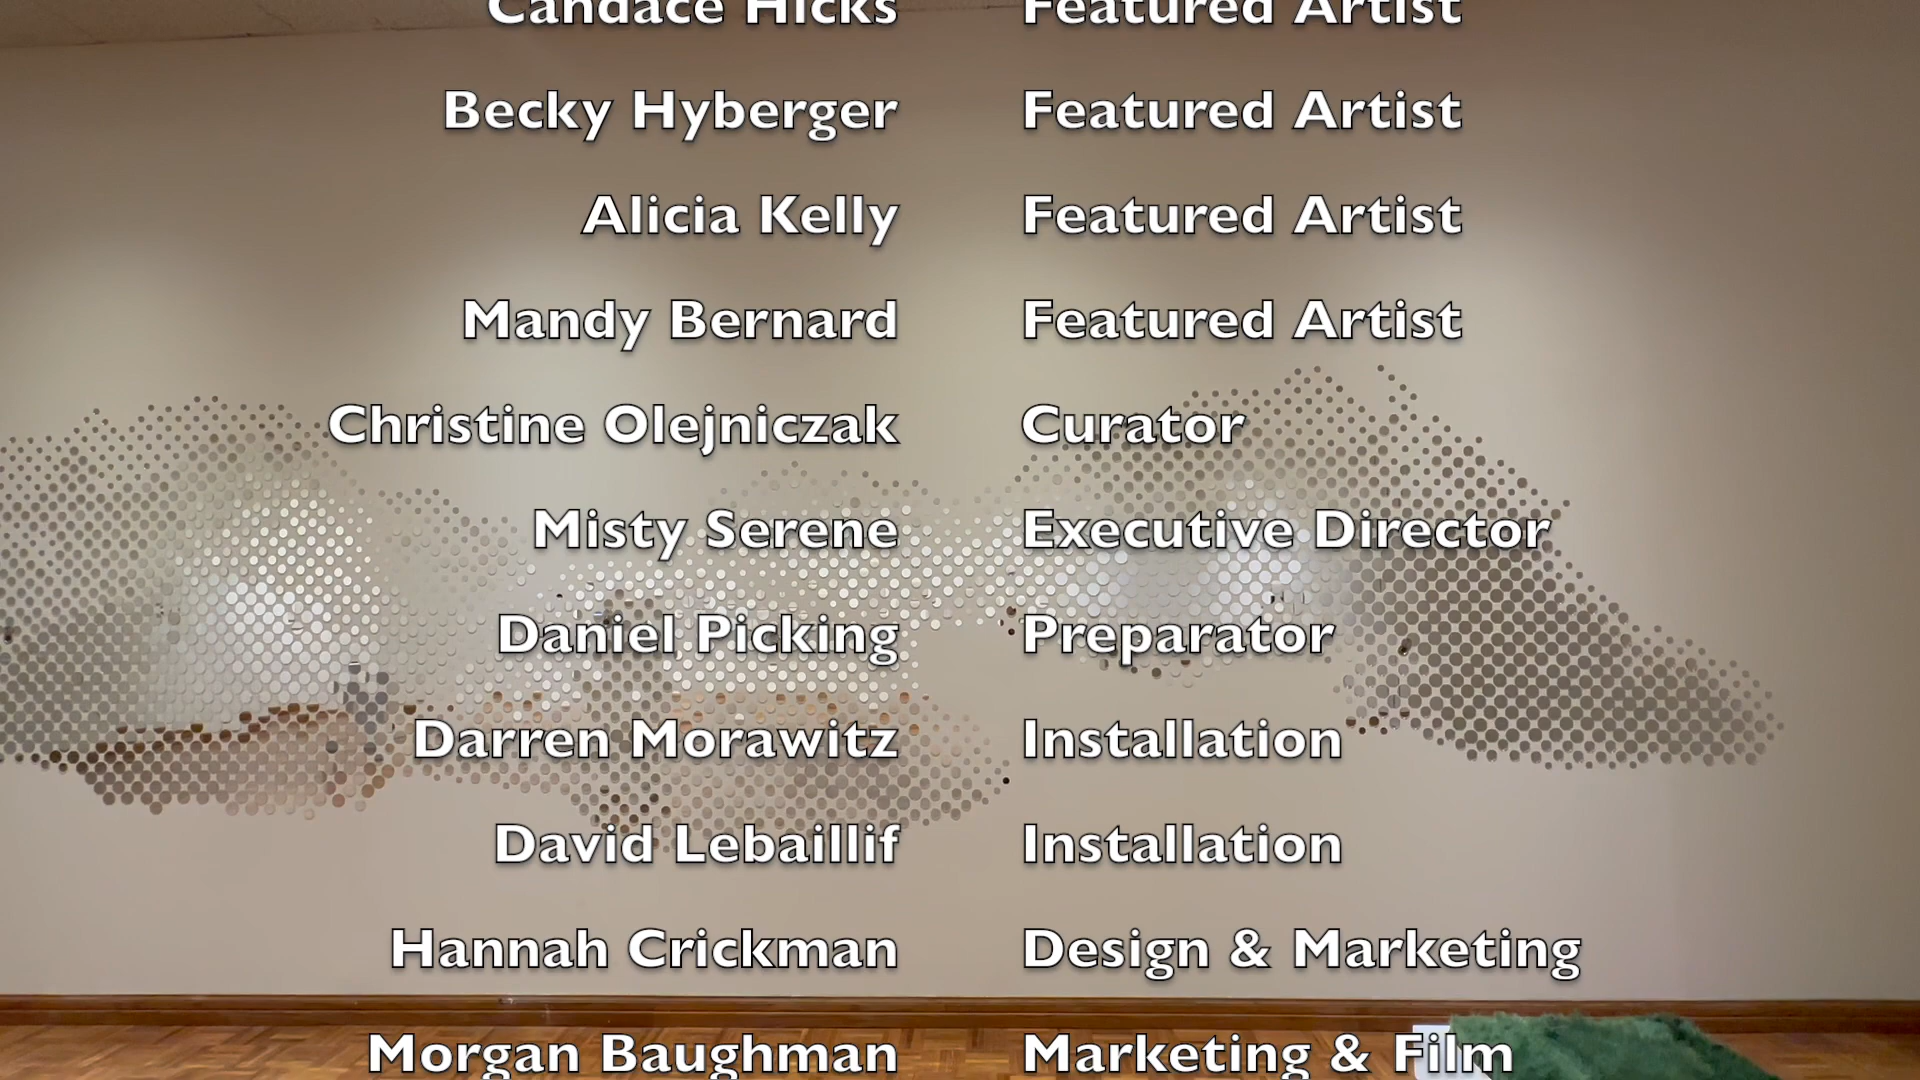 Candace Hicks Featured Artist
Becky Hyberger Featured Artist
Alicia Kelly Featured Artist
Mandy Bernard Featured Artist
Christine Olejniczak Curator
Misty Serene Executive Director
Daniel Picking Preparator
Darren Morawitz Installation
David Lebaillif Installation
Hannah Crickman Design & Marketing
Morgan Baughman Marketing & Film